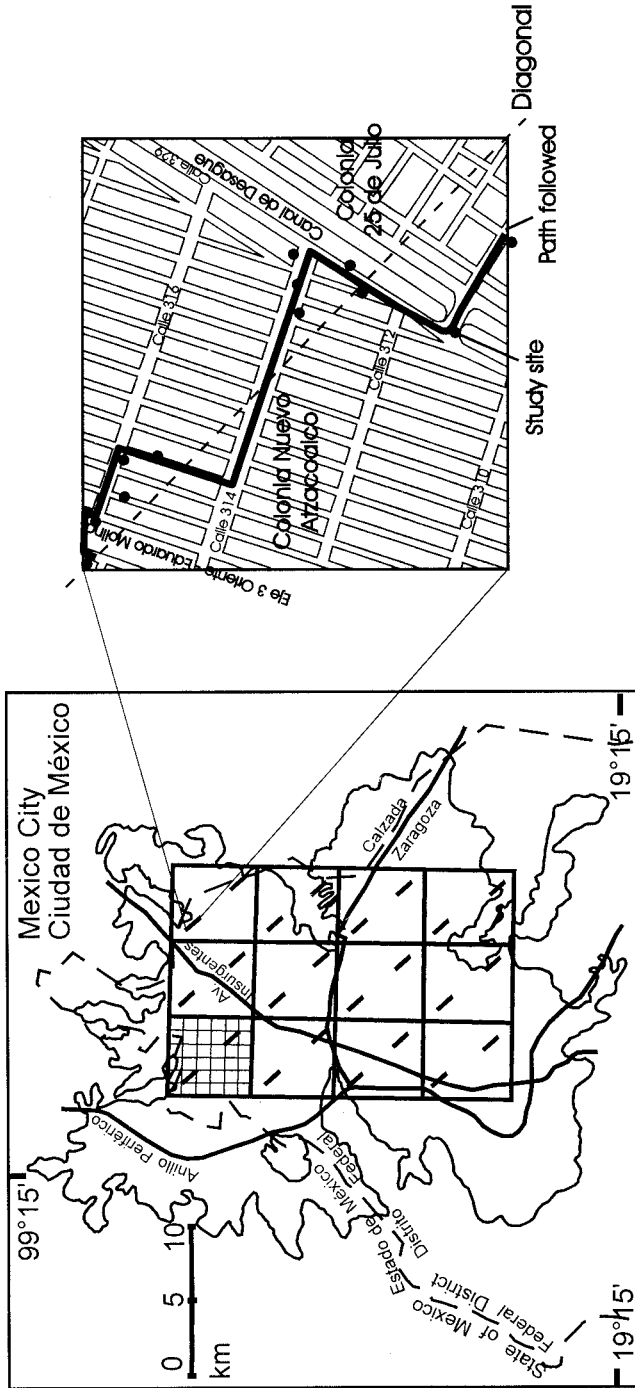 Mexico City
Ciudad de México
99°15'
0 5 10
km
Anillo Periférico
Av. Insurgentes
Calzada
Zaragoza
Estado de México
Distrito Federal
State of Mexico
Federal District
19°15'
19°15'
Eje 3 Oriente Eduardo Molina
Calle 316
Calle 314
Calle 312
Calle 310
Calle 329
Canal de Desague
Colonia Nuevo
Atzacoalco
Colonia
25 de Julio
Study site
Path followed
Diagonal